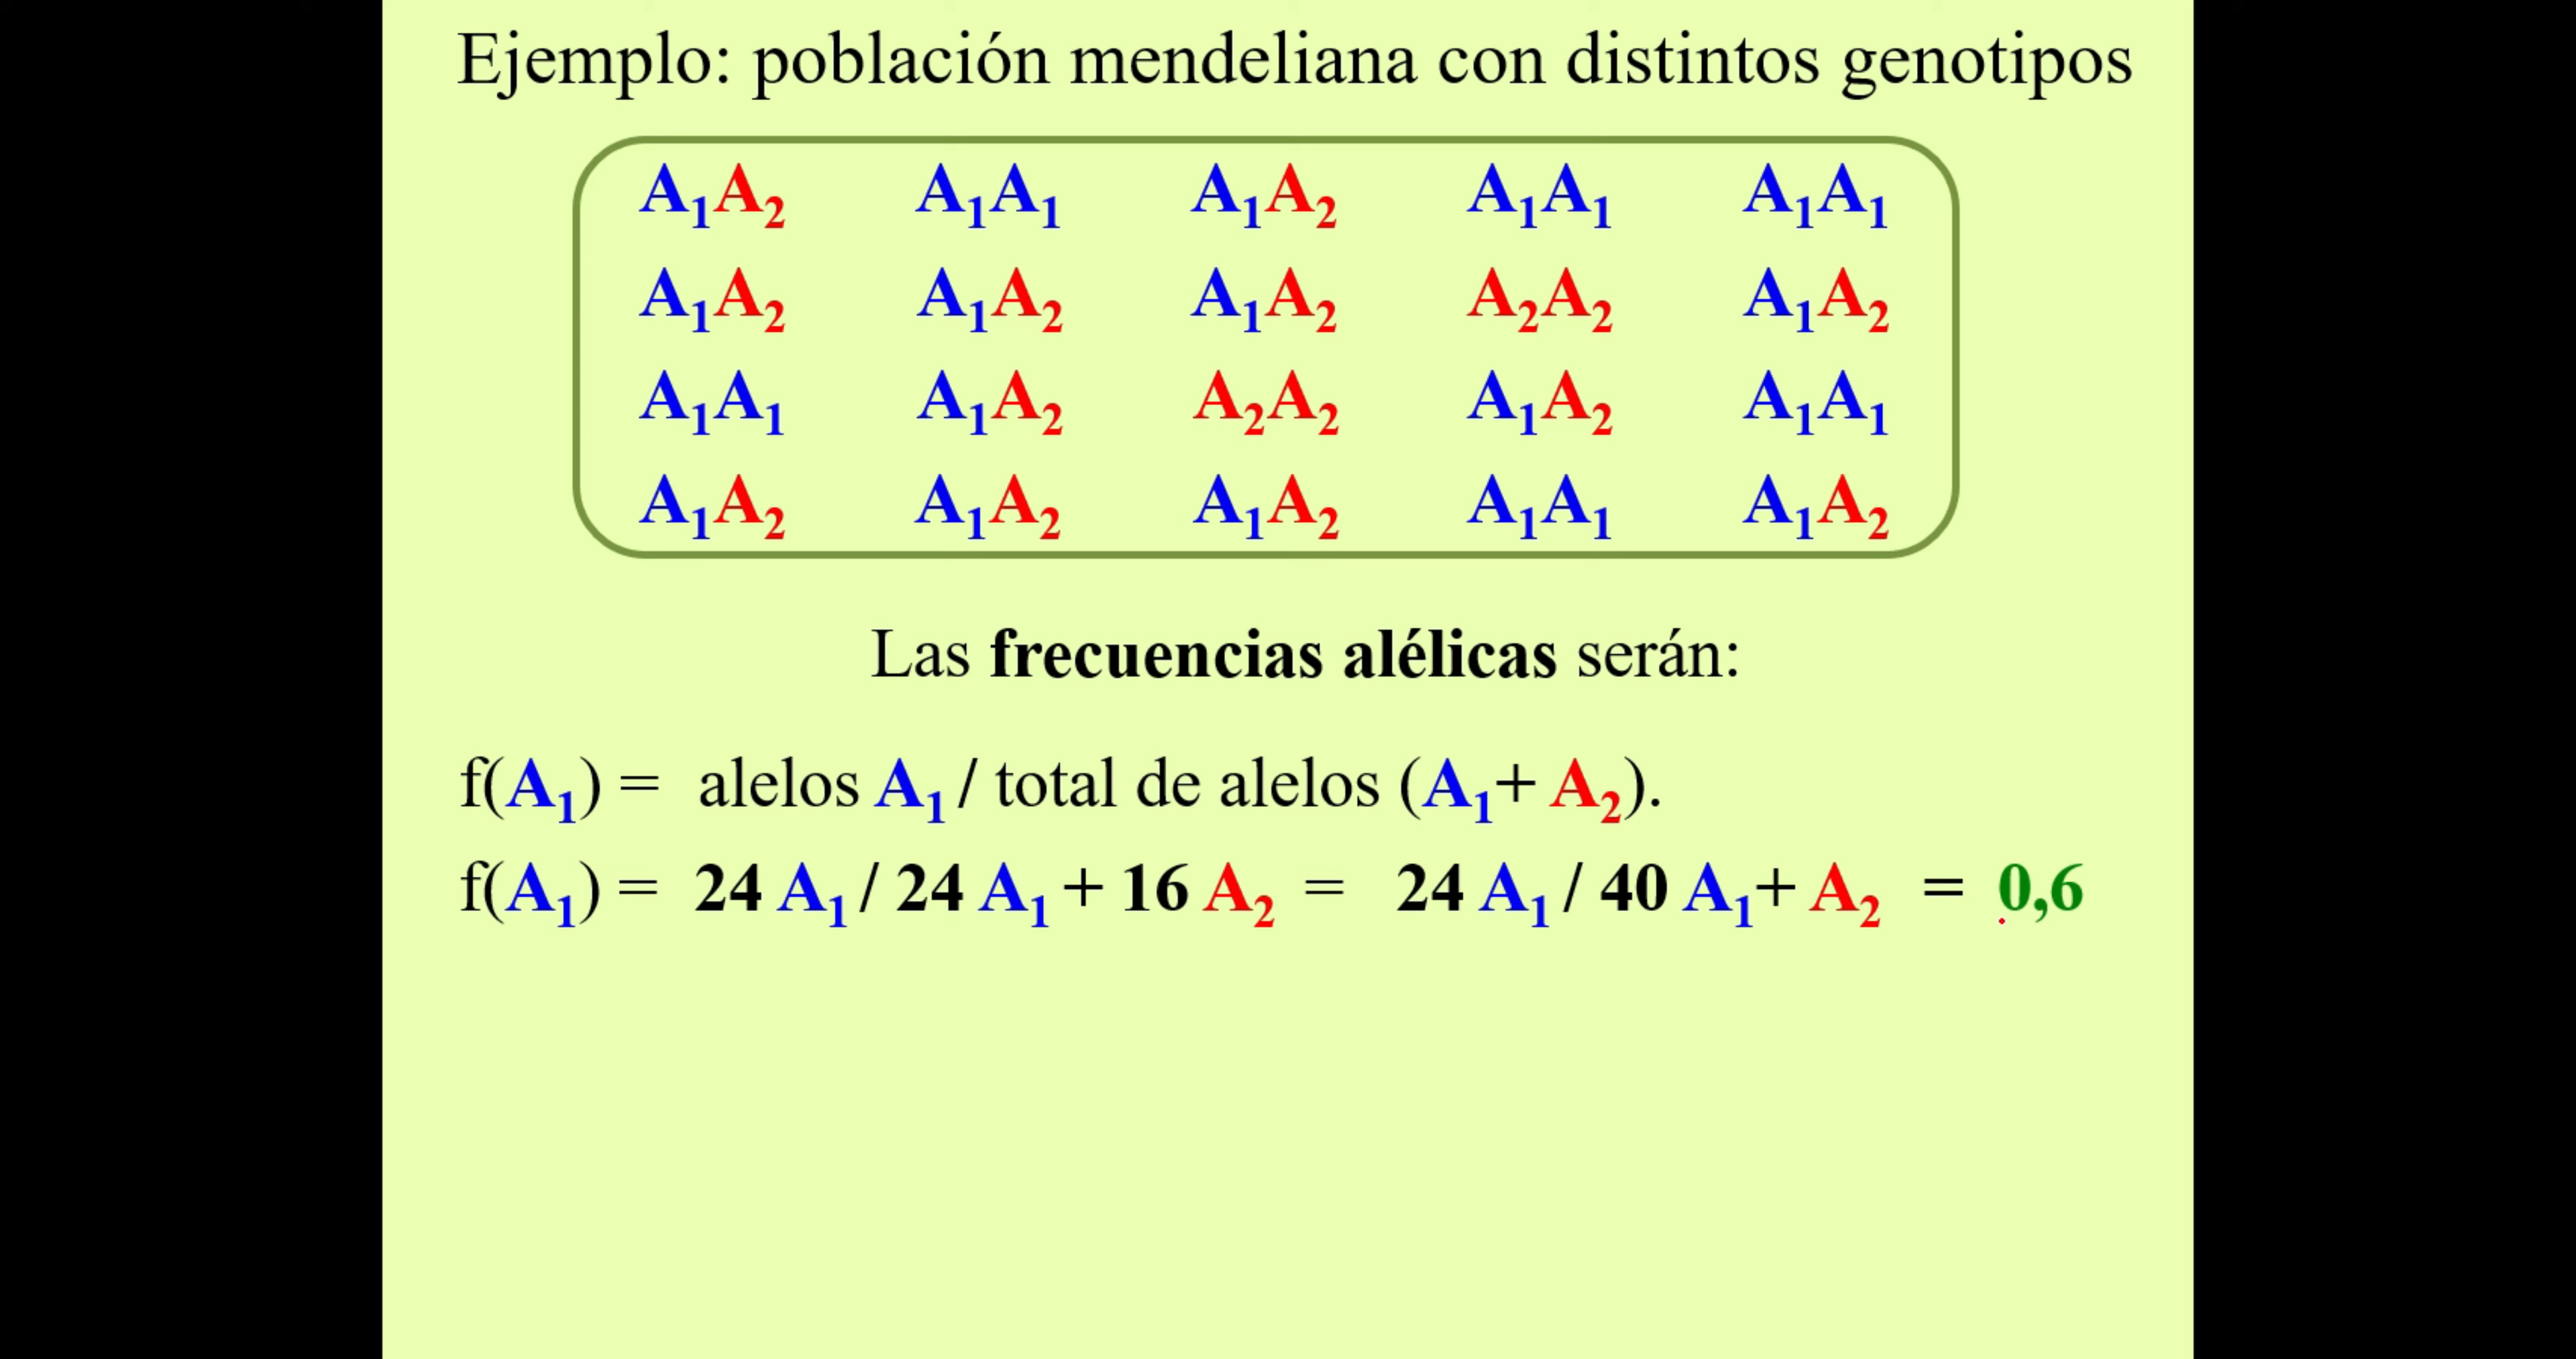 Ejemplo: población mendeliana con distintos genotipos
A₁A₂ A₁A₁ A₁A₂ A₁A₁ A₁A₁
A₁A₂ A₁A₂ A₁A₂ A₂A₂ A₁A₂
A₁A₁ A₁A₂ A₂A₂ A₁A₂ A₁A₁
A₁A₂ A₁A₂ A₁A₂ A₁A₁ A₁A₂
Las frecuencias alélicas serán:
f(A₁) = alelos A₁ / total de alelos (A₁+ A₂).
f(A₁) = 24 A₁ / 24 A₁ + 16 A₂ = 24 A₁ / 40 A₁+ A₂ = 0,6